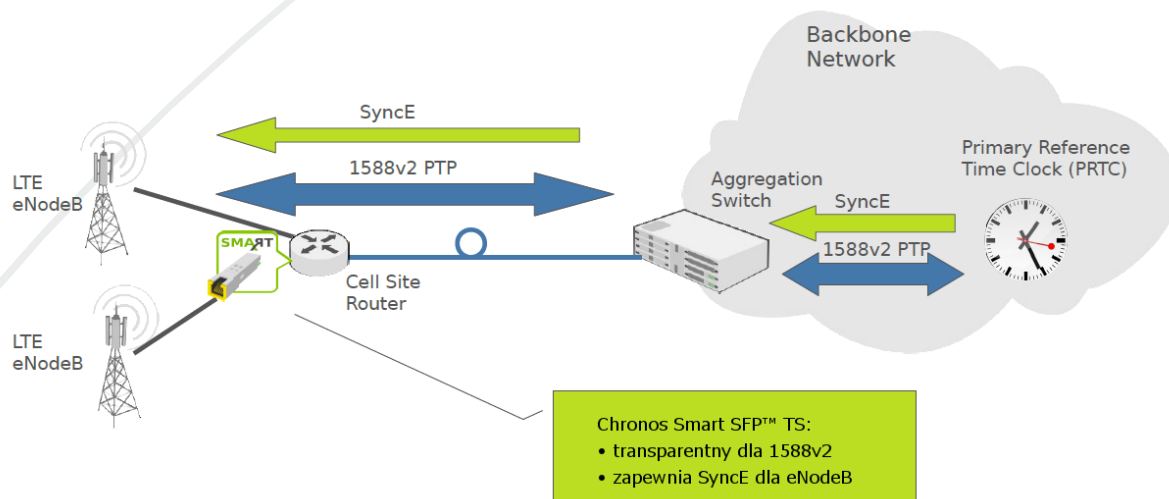 Backbone
Network
SyncE
1588v2 PTP
Primary Reference
Time Clock (PRTC)
Aggregation
Switch
SyncE
1588v2 PTP
LTE
eNodeB
SMART
Cell Site
Router
LTE
eNodeB
Chronos Smart SFP™ TS:
• transparentny dla 1588v2
• zapewnia SyncE dla eNodeB